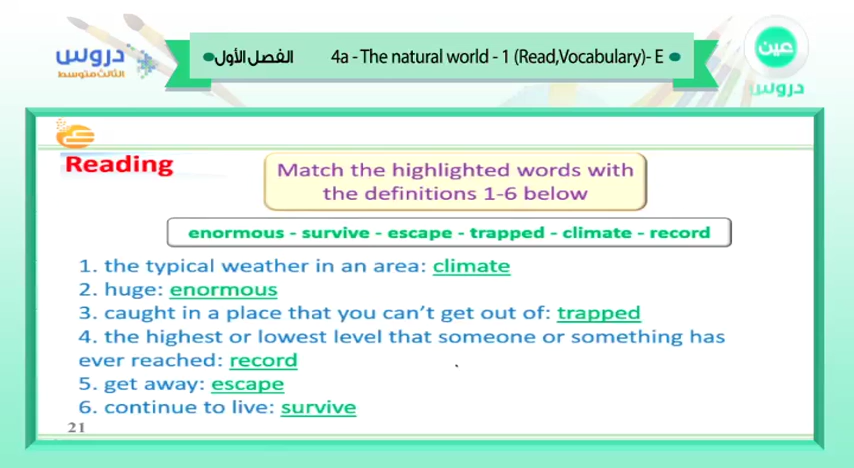 دروس
الثالث متوسط
الفصل الأول
4a - The natural world - 1 (Read,Vocabulary)- E
عين
دروس
Reading
Match the highlighted words with
the definitions 1-6 below
enormous - survive - escape - trapped - climate - record
1. the typical weather in an area: climate
2. huge: enormous
3. caught in a place that you can't get out of: trapped
4. the highest or lowest level that someone or something has
ever reached: record
5. get away: escape
6. continue to live: survive
21